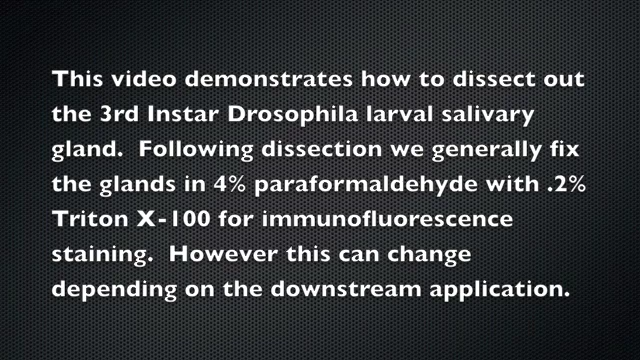 This video demonstrates how to dissect out
the 3rd Instar Drosophila larval salivary
gland.  Following dissection we generally fix
the glands in 4% paraformaldehyde with .2%
Triton X-100 for immunofluorescence
staining.  However this can change
depending on the downstream application.